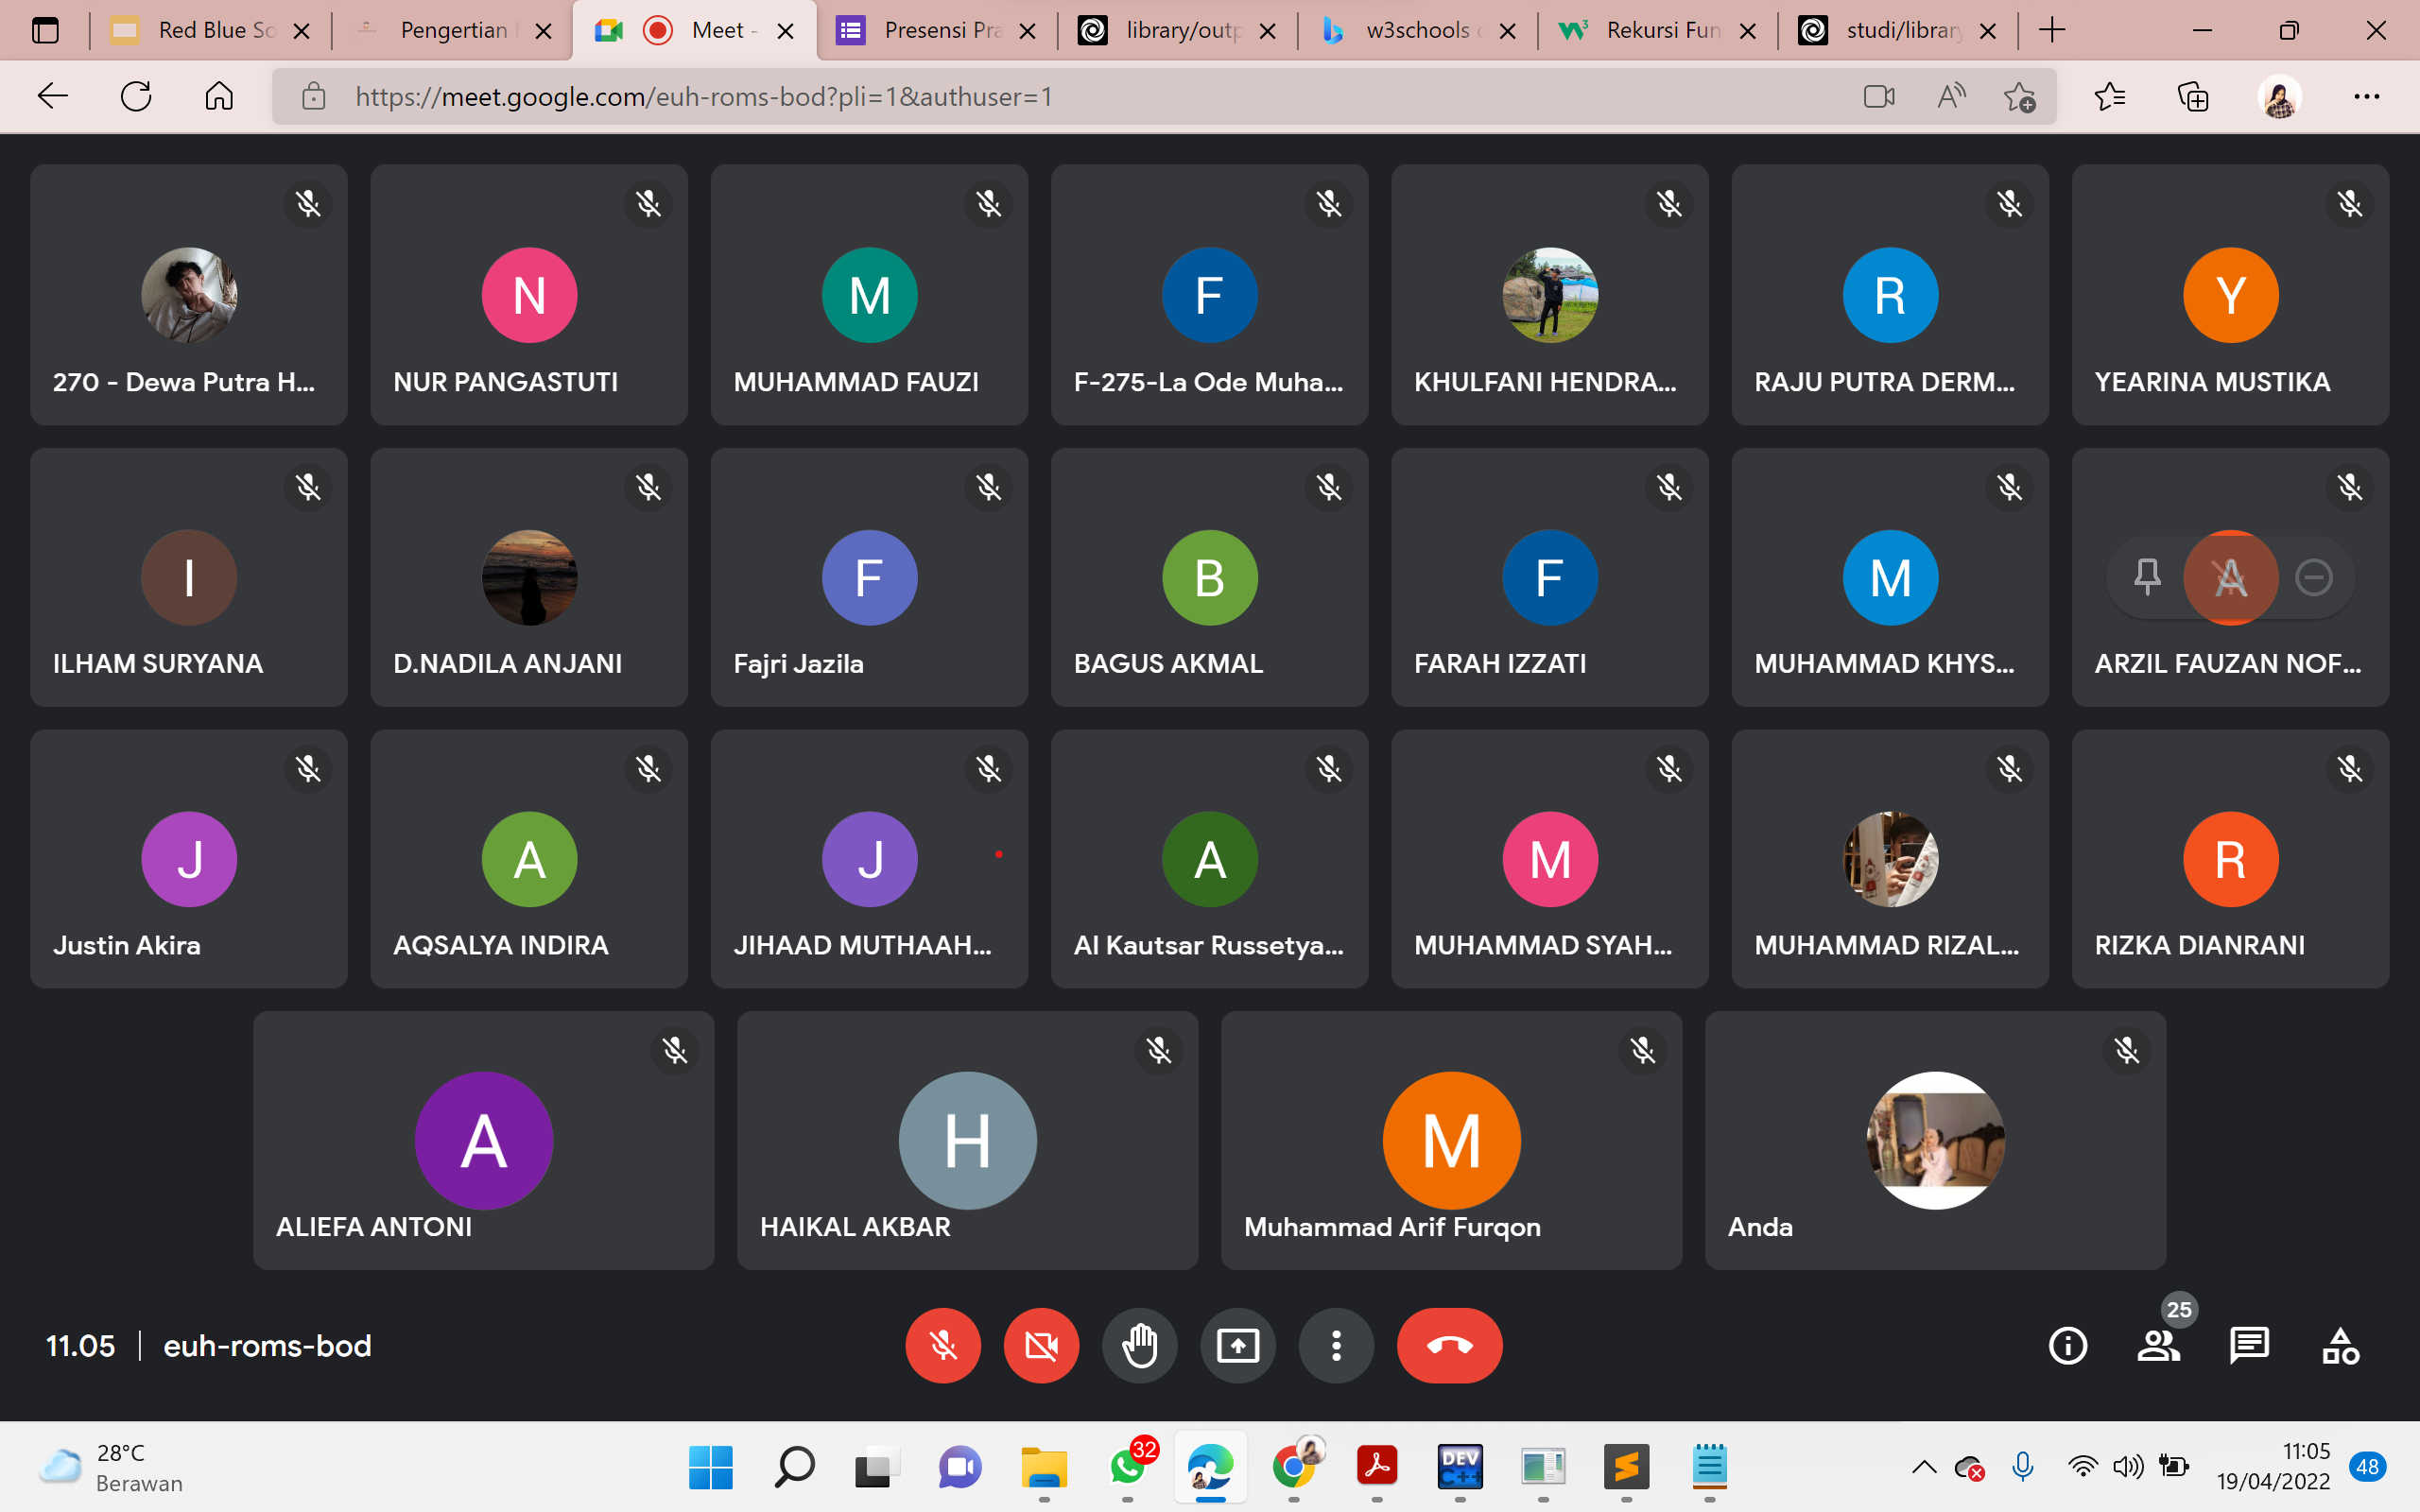 Red Blue So
Pengertian
Meet -
Presensi Pra
library/outp
w3schools c
Rekursi Fun
studi/library
https://meet.google.com/euh-roms-bod?pli=1&authuser=1
270 - Dewa Putra H...
N
NUR PANGASTUTI
M
MUHAMMAD FAUZI
F
F-275-La Ode Muha...
KHULFANI HENDRA...
R
RAJU PUTRA DERM...
Y
YEARINA MUSTIKA
I
ILHAM SURYANA
D.NADILA ANJANI
F
Fajri Jazila
B
BAGUS AKMAL
F
FARAH IZZATI
M
MUHAMMAD KHYS...
A
ARZIL FAUZAN NOF...
J
Justin Akira
A
AQSALYA INDIRA
J
JIHAAD MUTHAAH...
A
Al Kautsar Russetya...
M
MUHAMMAD SYAH...
MUHAMMAD RIZAL...
R
RIZKA DIANRANI
A
ALIEFA ANTONI
H
HAIKAL AKBAR
M
Muhammad Arif Furqon
Anda
11.05 | euh-roms-bod
25
28°C
Berawan
32
DEV
C++
11:05
19/04/2022
48